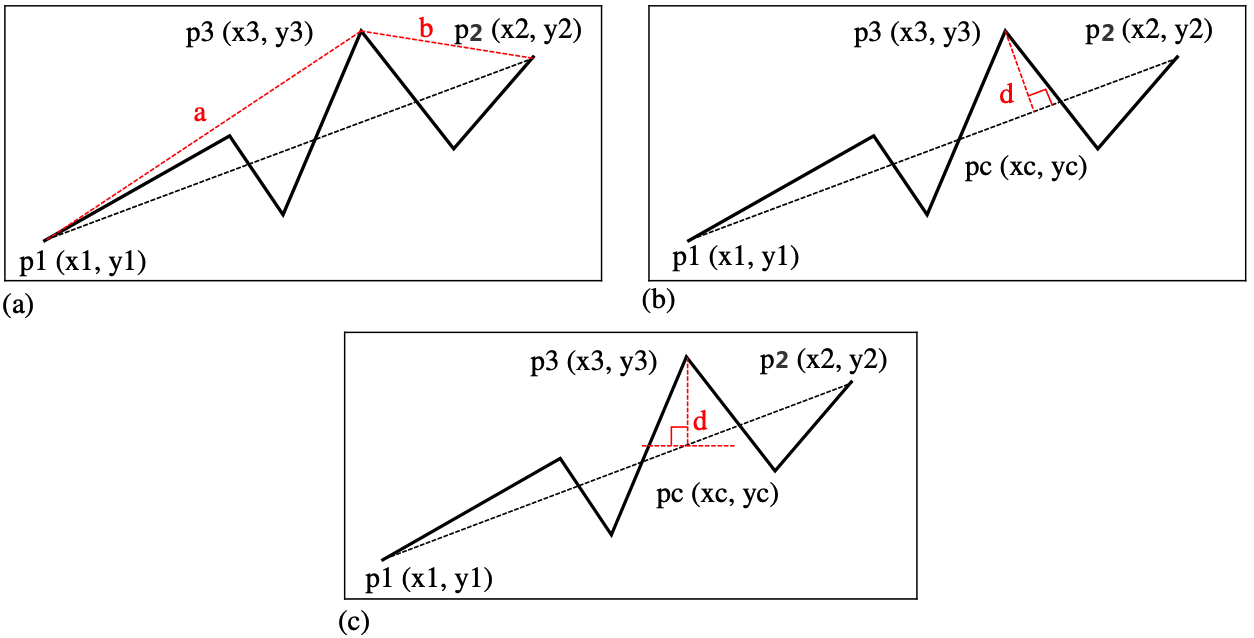 p3 (x3, y3)
b
p2 (x2, y2)
a
p1 (x1, y1)
(a)
p3 (x3, y3)
p2 (x2, y2)
d
pc (xc, yc)
p1 (x1, y1)
(b)
p3 (x3, y3)
p2 (x2, y2)
d
pc (xc, yc)
p1 (x1, y1)
(c)